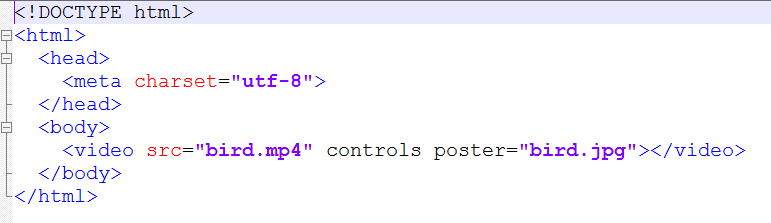 <!DOCTYPE html>
<html>
<head>
<meta charset="utf-8">
</head>
<body>
<video src="bird.mp4" controls poster="bird.jpg"></video>
</body>
</html>